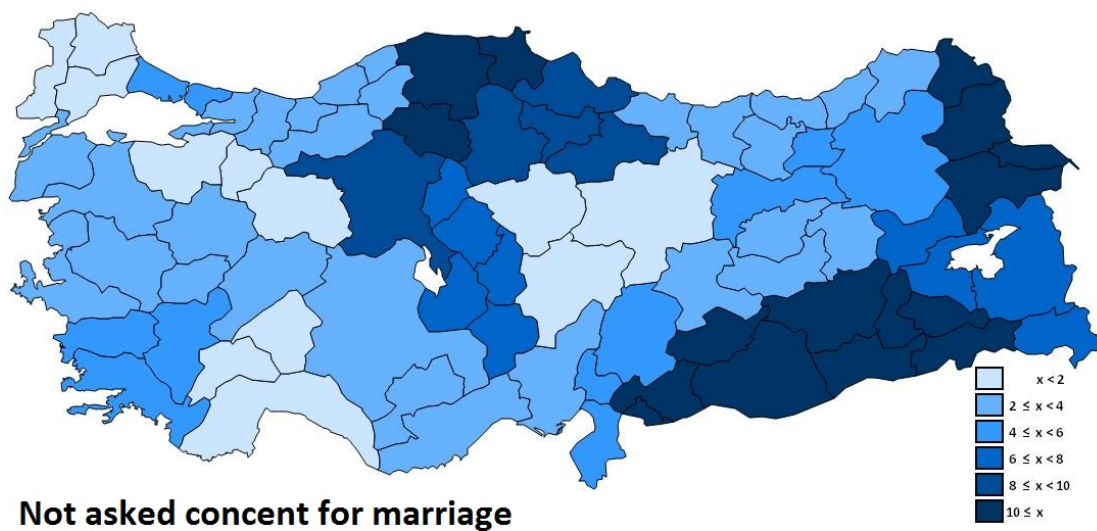 x < 2
2 ≤ x < 4
4 ≤ x < 6
6 ≤ x < 8
8 ≤ x < 10
10 ≤ x
Not asked concent for marriage